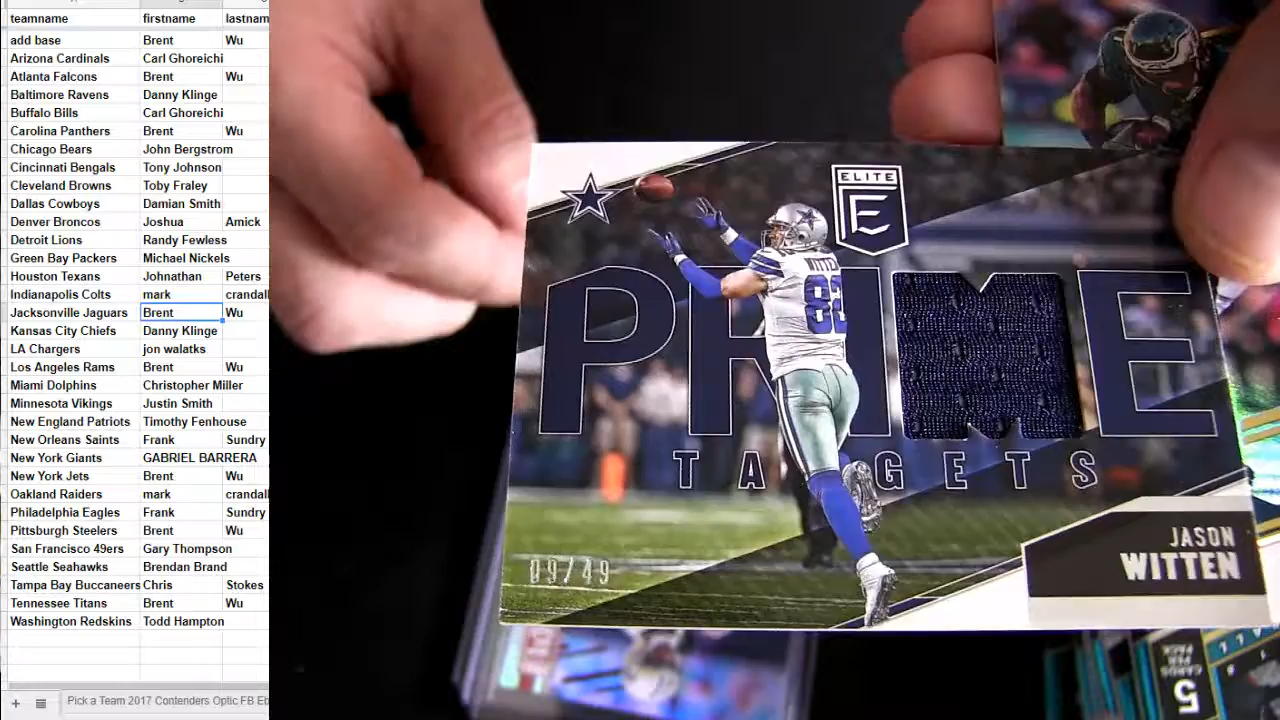 teamname firstname lastnam
add base Brent Wu
Arizona Cardinals Carl Ghoreichi
Atlanta Falcons Brent Wu
Baltimore Ravens Danny Klinge
Buffalo Bills Carl Ghoreichi
Carolina Panthers Brent Wu
Chicago Bears John Bergstrom
Cincinnati Bengals Tony Johnson
Cleveland Browns Toby Fraley
Dallas Cowboys Damian Smith
Denver Broncos Joshua Amick
Detroit Lions Randy Fewless
Green Bay Packers Michael Nickels
Houston Texans Johnathan Peters
Indianapolis Colts mark crandall
Jacksonville Jaguars Brent Wu
Kansas City Chiefs Danny Klinge
LA Chargers jon walatks
Los Angeles Rams Brent Wu
Miami Dolphins Christopher Miller
Minnesota Vikings Justin Smith
New England Patriots Timothy Fenhouse
New Orleans Saints Frank Sundry
New York Giants GABRIEL BARRERA
New York Jets Brent Wu
Oakland Raiders mark crandall
Philadelphia Eagles Frank Sundry
Pittsburgh Steelers Brent Wu
San Francisco 49ers Gary Thompson
Seattle Seahawks Brendan Brand
Tampa Bay Buccaneers Chris Stokes
Tennessee Titans Brent Wu
Washington Redskins Todd Hampton
Pick a Team 2017 Contenders Optic FB Eb
ELITE
E
PRIME
TARGETS
WITTEN
82
09/49
JASON
WITTEN
5
CARDS
PER
PACK